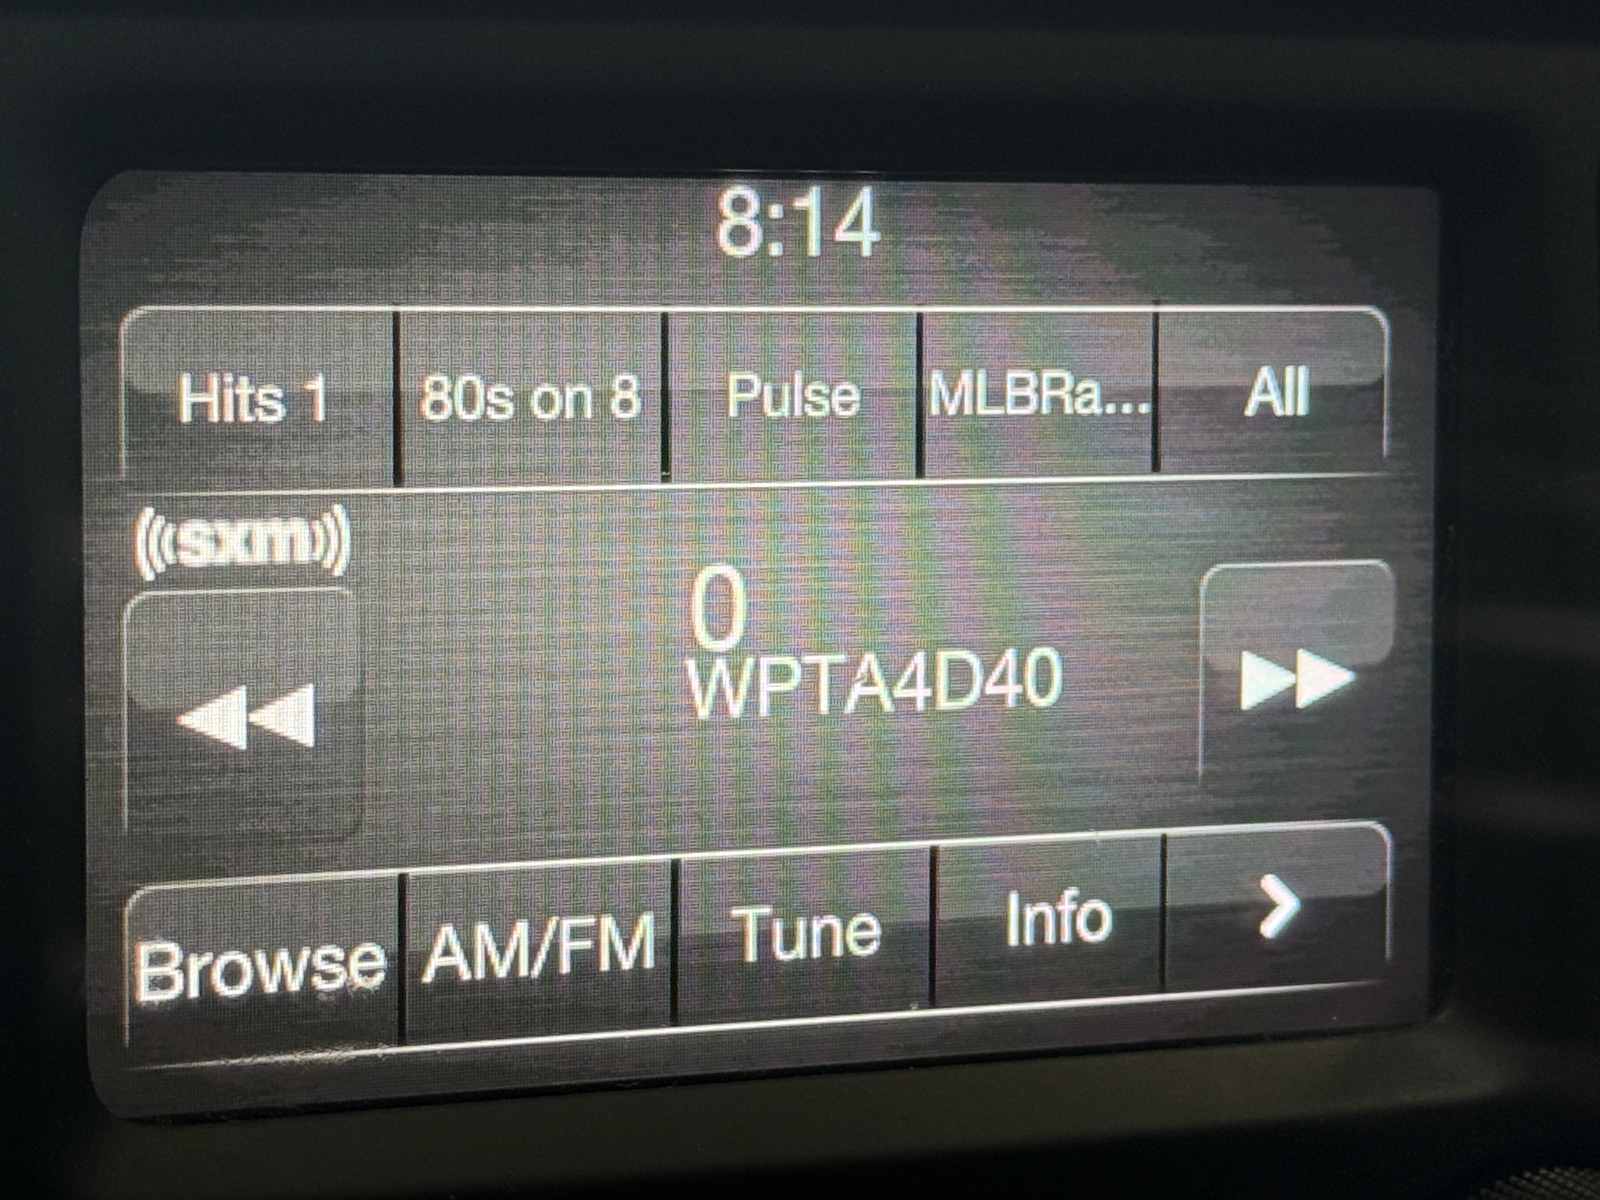 8:14
Hits 1
80s on 8
Pulse
MLBRa...
All
sxm
0
WPTA4D40
Browse
AM/FM
Tune
Info